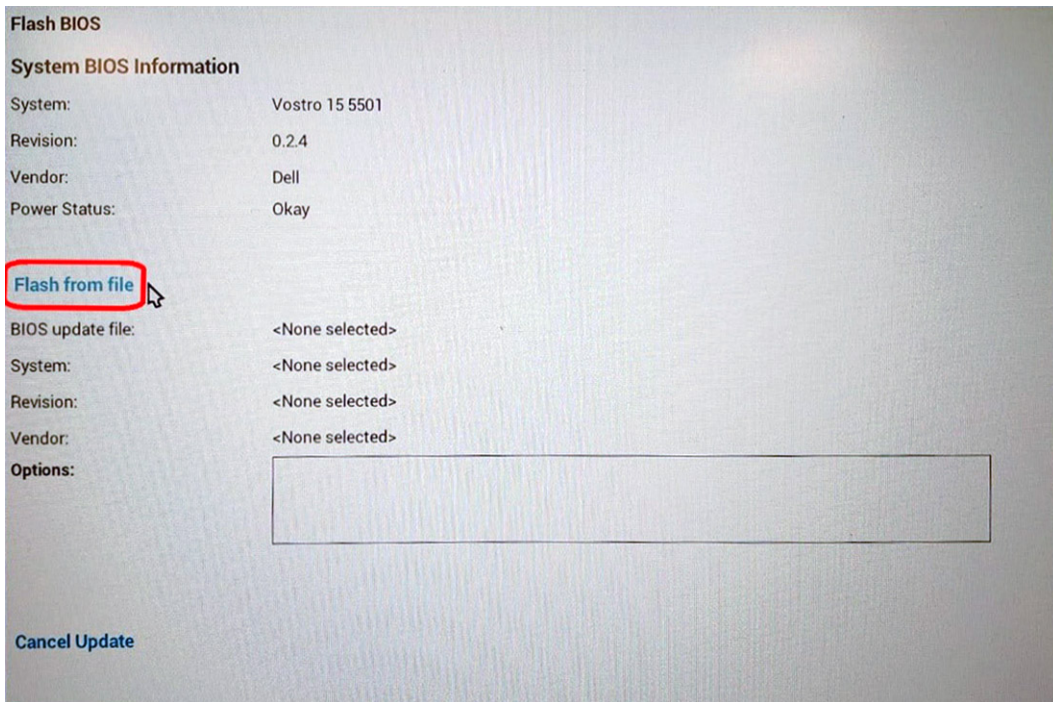 Flash BIOS
System BIOS Information
System: Vostro 15 5501
Revision: 0.2.4
Vendor: Dell
Power Status: Okay
Flash from file
BIOS update file: <None selected>
System: <None selected>
Revision: <None selected>
Vendor: <None selected>
Options:
Cancel Update